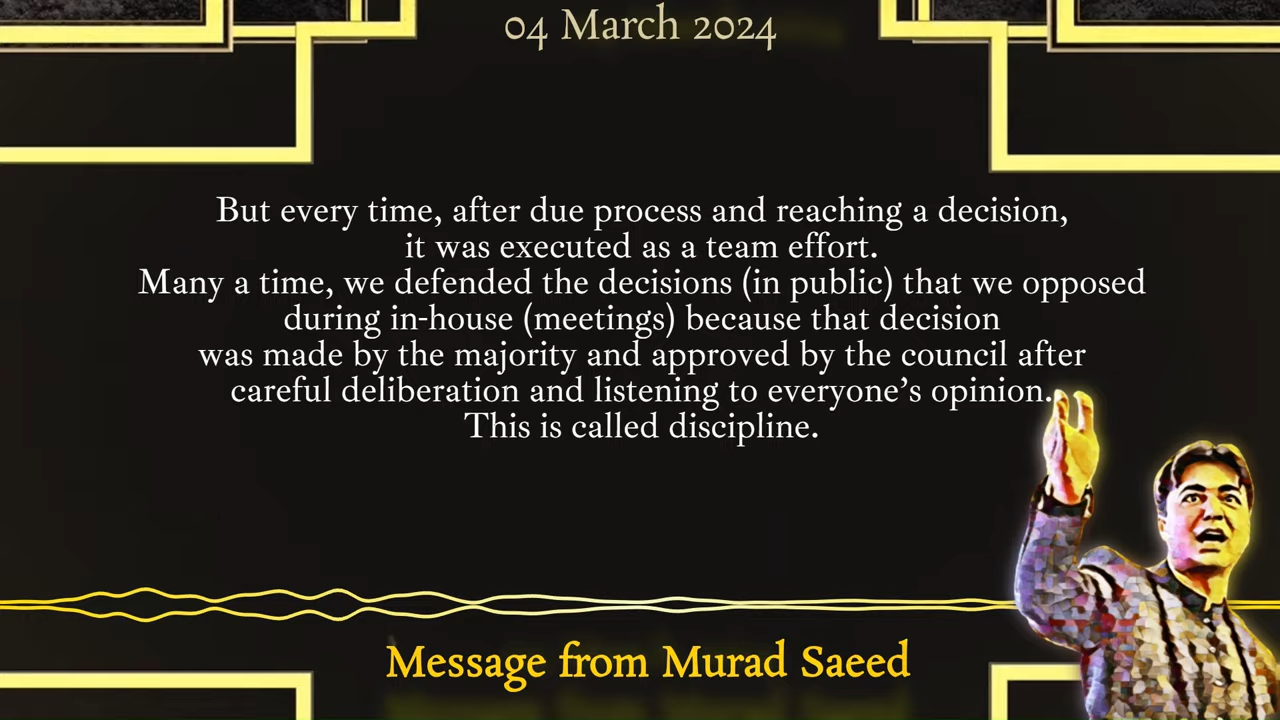 04 March 2024
But every time, after due process and reaching a decision,
it was executed as a team effort.
Many a time, we defended the decisions (in public) that we opposed
during in-house (meetings) because that decision
was made by the majority and approved by the council after
careful deliberation and listening to everyone’s opinion.
This is called discipline.
Message from Murad Saeed